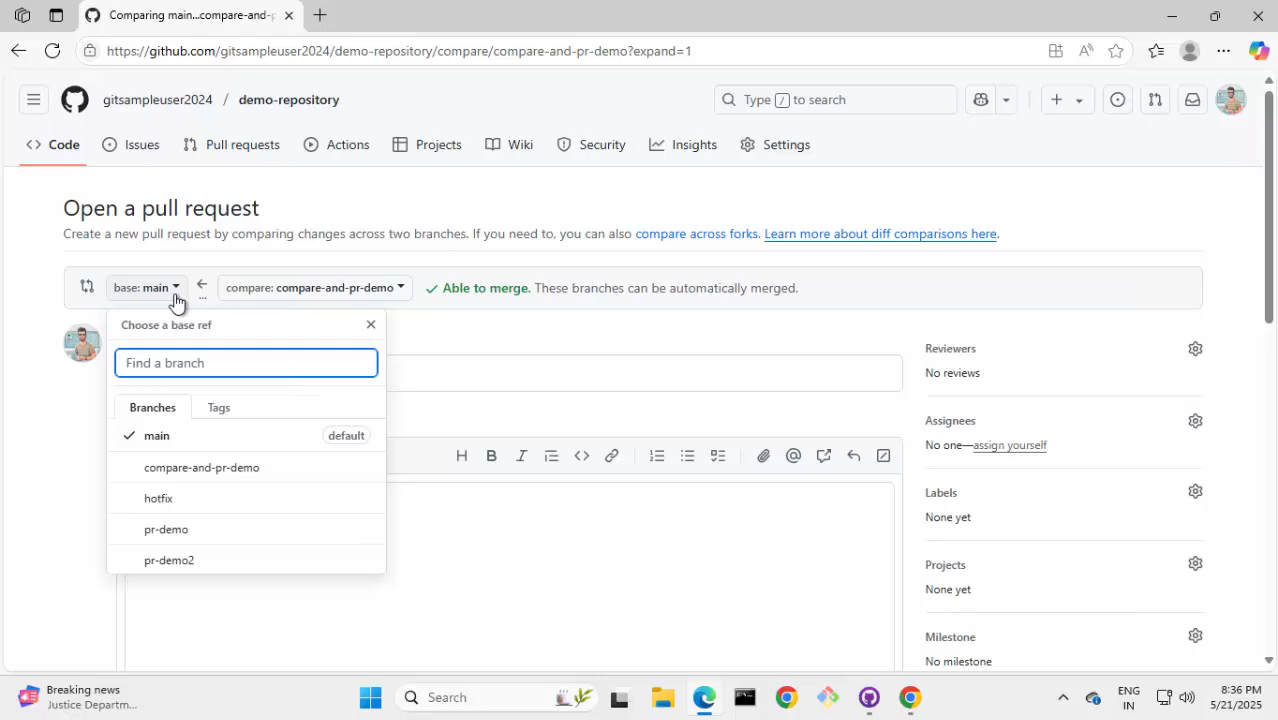 Comparing main...compare-and-p
https://github.com/gitsampleuser2024/demo-repository/compare/compare-and-pr-demo?expand=1
gitsampleuser2024 / demo-repository
Type / to search
Code
Issues
Pull requests
Actions
Projects
Wiki
Security
Insights
Settings
Open a pull request
Create a new pull request by comparing changes across two branches. If you need to, you can also compare across forks. Learn more about diff comparisons here.
base: main
compare: compare-and-pr-demo
Able to merge. These branches can be automatically merged.
Choose a base ref
Find a branch
Branches
Tags
main
default
compare-and-pr-demo
hotfix
pr-demo
pr-demo2
Reviewers
No reviews
Assignees
No one—assign yourself
Labels
None yet
Projects
None yet
Milestone
No milestone
Breaking news
Justice Departm...
Search
ENG
IN
8:36 PM
5/21/2025